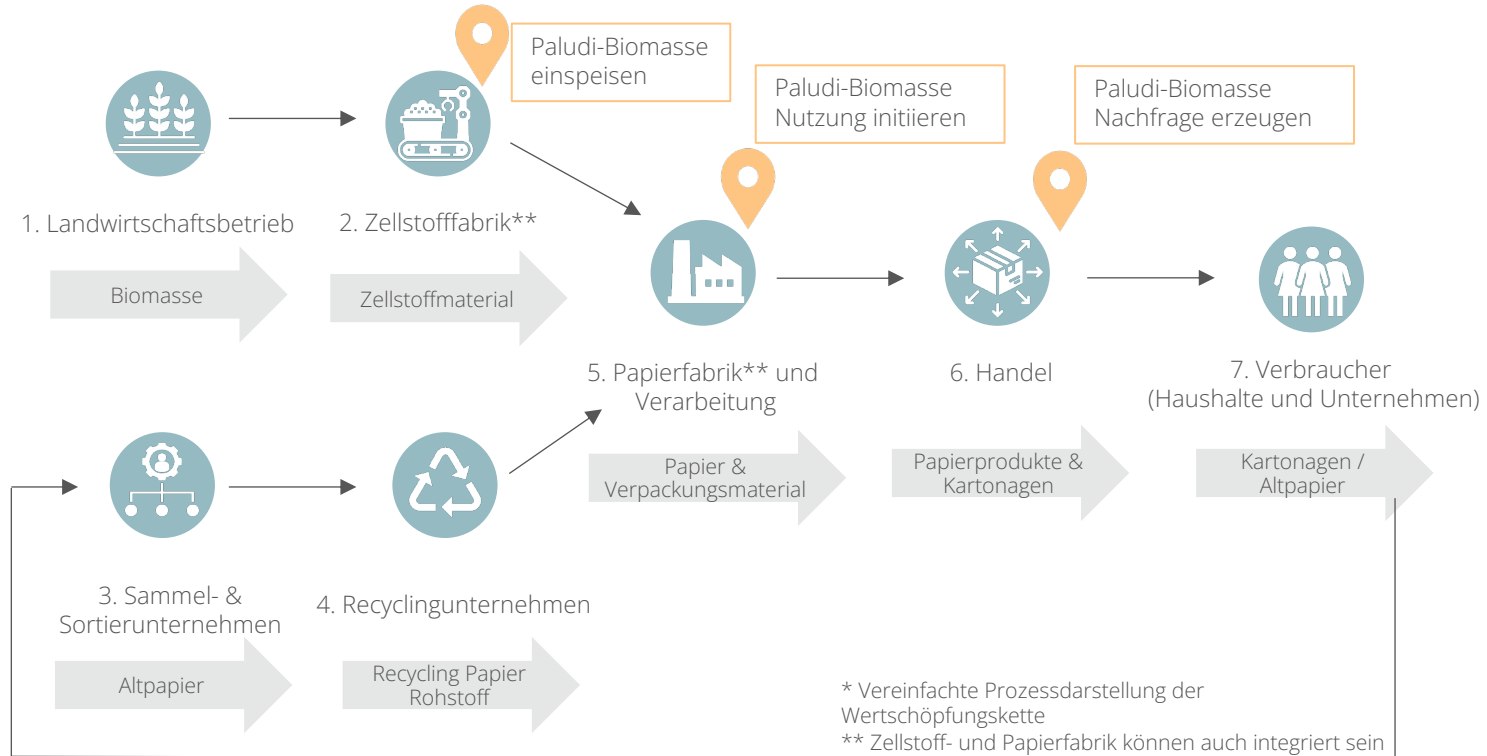 Paludi-Biomasse
einspeisen
Paludi-Biomasse
Nutzung initiieren
Paludi-Biomasse
Nachfrage erzeugen
1. Landwirtschaftsbetrieb
2. Zellstofffabrik**
Biomasse
Zellstoffmaterial
5. Papierfabrik** und
Verarbeitung
6. Handel
7. Verbraucher
(Haushalte und Unternehmen)
Papier &
Verpackungsmaterial
Papierprodukte &
Kartonagen
Kartonagen /
Altpapier
3. Sammel- &
Sortierunternehmen
4. Recyclingunternehmen
Altpapier
Recycling Papier
Rohstoff
* Vereinfachte Prozessdarstellung der
Wertschöpfungskette
** Zellstoff- und Papierfabrik können auch integriert sein